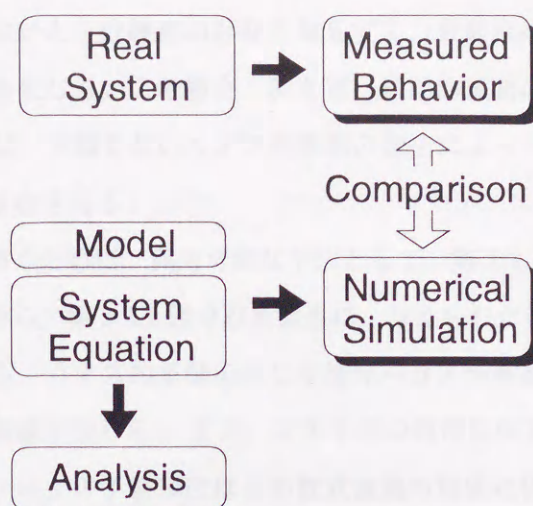 Real
System
Measured
Behavior
Comparison
Model
System
Equation
Numerical
Simulation
Analysis